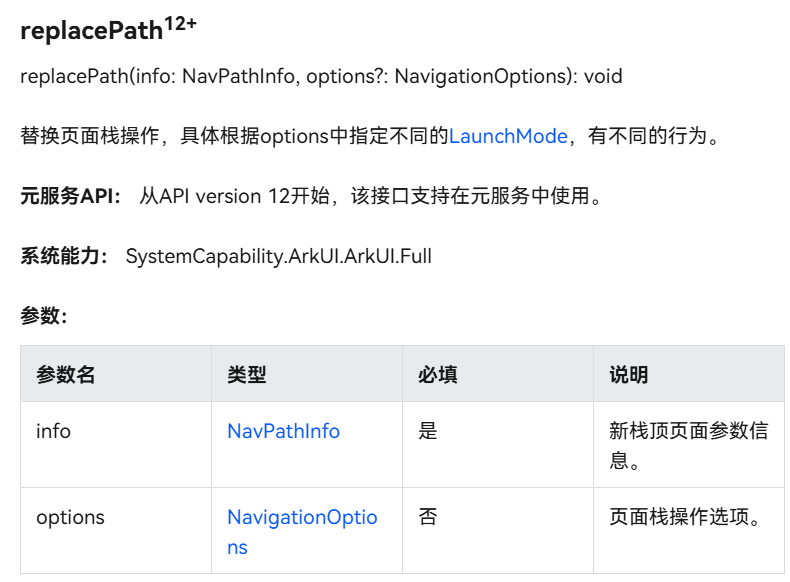 replacePath12+
replacePath(info: NavPathInfo, options?: NavigationOptions): void
替换页面栈操作，具体根据options中指定不同的LaunchMode，有不同的行为。
元服务API： 从API version 12开始，该接口支持在元服务中使用。
系统能力： SystemCapability.ArkUI.ArkUI.Full
参数：
参数名 类型 必填 说明
info NavPathInfo 是 新栈顶页面参数信
息。
options NavigationOptio 否 页面栈操作选项。
ns